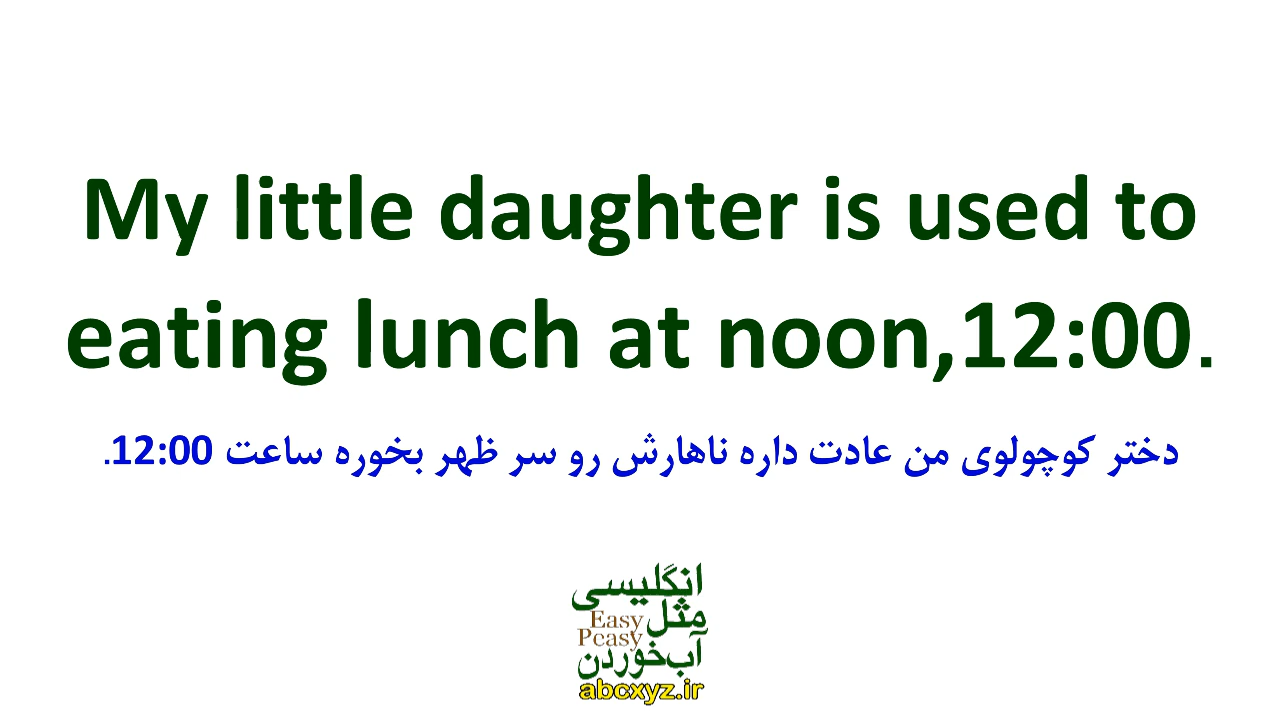 My little daughter is used to
eating lunch at noon,12:00.
دختر کوچولوی من عادت داره ناهارش رو سر ظهر بخوره ساعت 12:00.
انگلیسی
مثل
Easy
Peasy
آب‌خوردن
abcxyz.ir